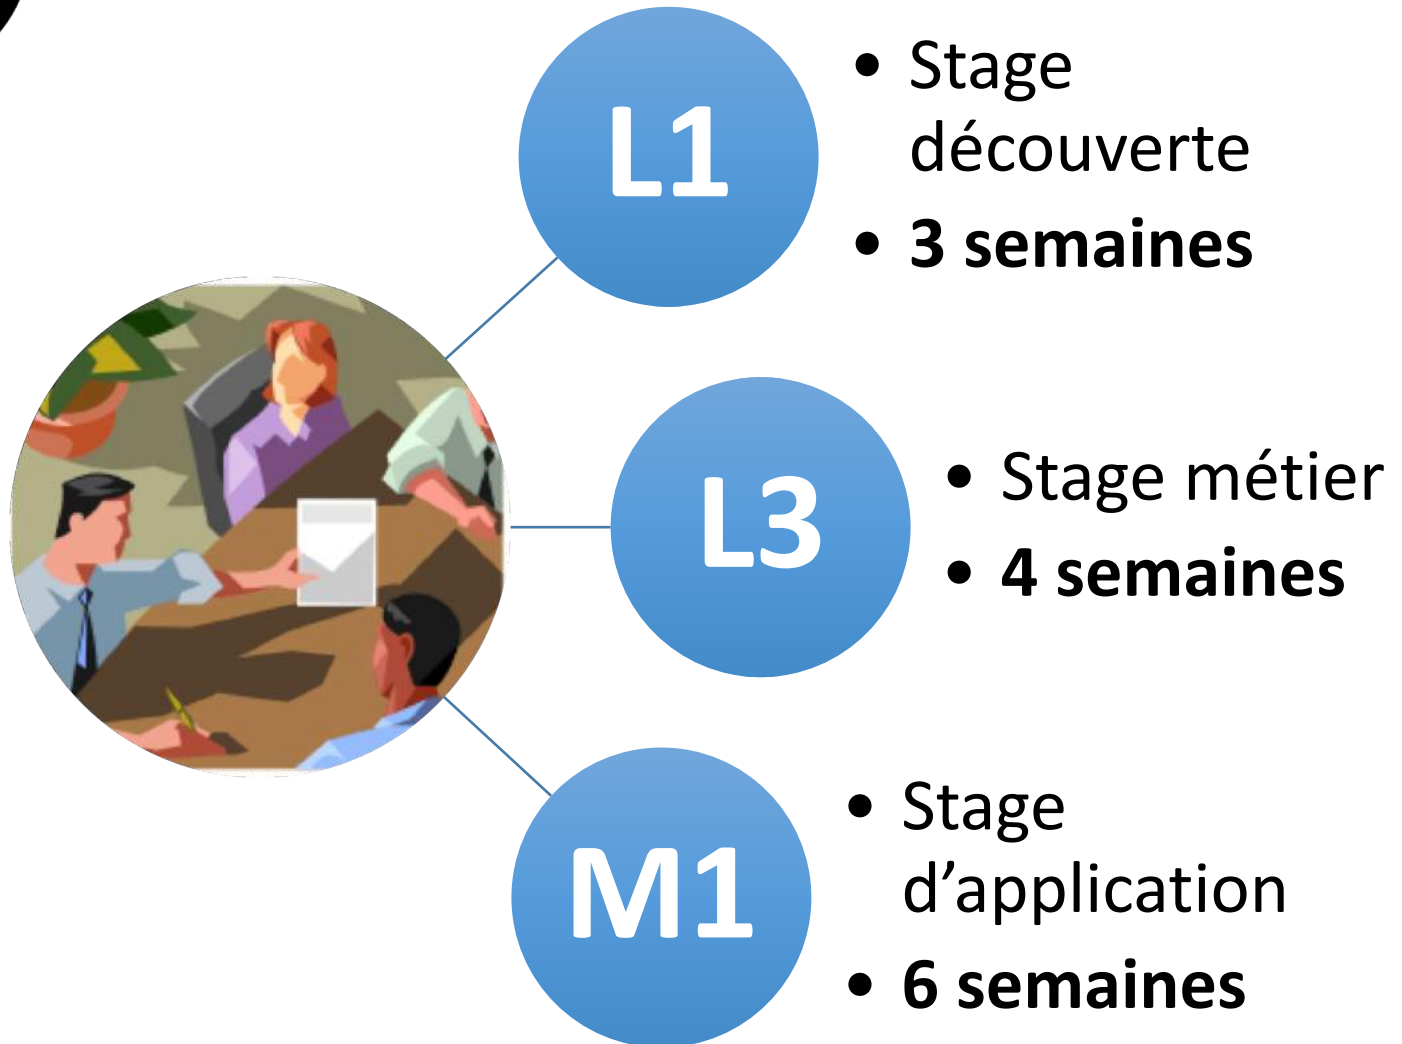 L1
• Stage
découverte
• 3 semaines
L3
• Stage métier
• 4 semaines
M1
• Stage
d’application
• 6 semaines